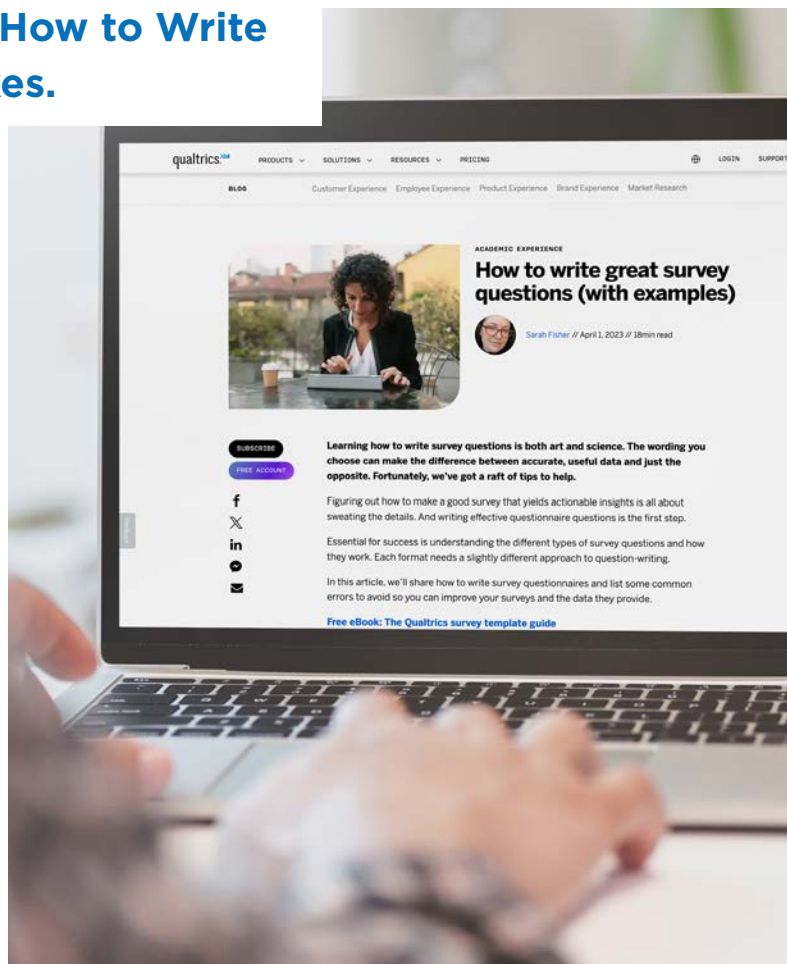 How to Write
es.
qualtrics.XM PRODUCTS SOLUTIONS RESOURCES PRICING LOGIN SUPPORT
BLOG Customer Experience Employee Experience Product Experience Brand Experience Market Research
ACADEMIC EXPERIENCE
How to write great survey
questions (with examples)
Sarah Fisher // April 1, 2023 // 18min read
SUBSCRIBE
FREE ACCOUNT
Learning how to write survey questions is both art and science. The wording you
choose can make the difference between accurate, useful data and just the
opposite. Fortunately, we've got a raft of tips to help.
Figuring out how to make a good survey that yields actionable insights is all about
sweating the details. And writing effective questionnaire questions is the first step.
Essential for success is understanding the different types of survey questions and how
they work. Each format needs a slightly different approach to question-writing.
In this article, we'll share how to write survey questionnaires and list some common
errors to avoid so you can improve your surveys and the data they provide.
Free eBook: The Qualtrics survey template guide